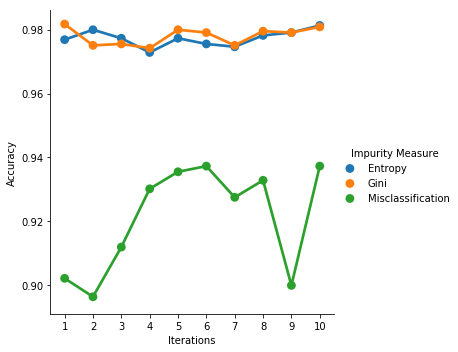 0.98
0.96
0.94
0.92
0.90
Accuracy
1 2 3 4 5 6 7 8 9 10
Iterations
Impurity Measure
Entropy
Gini
Misclassification